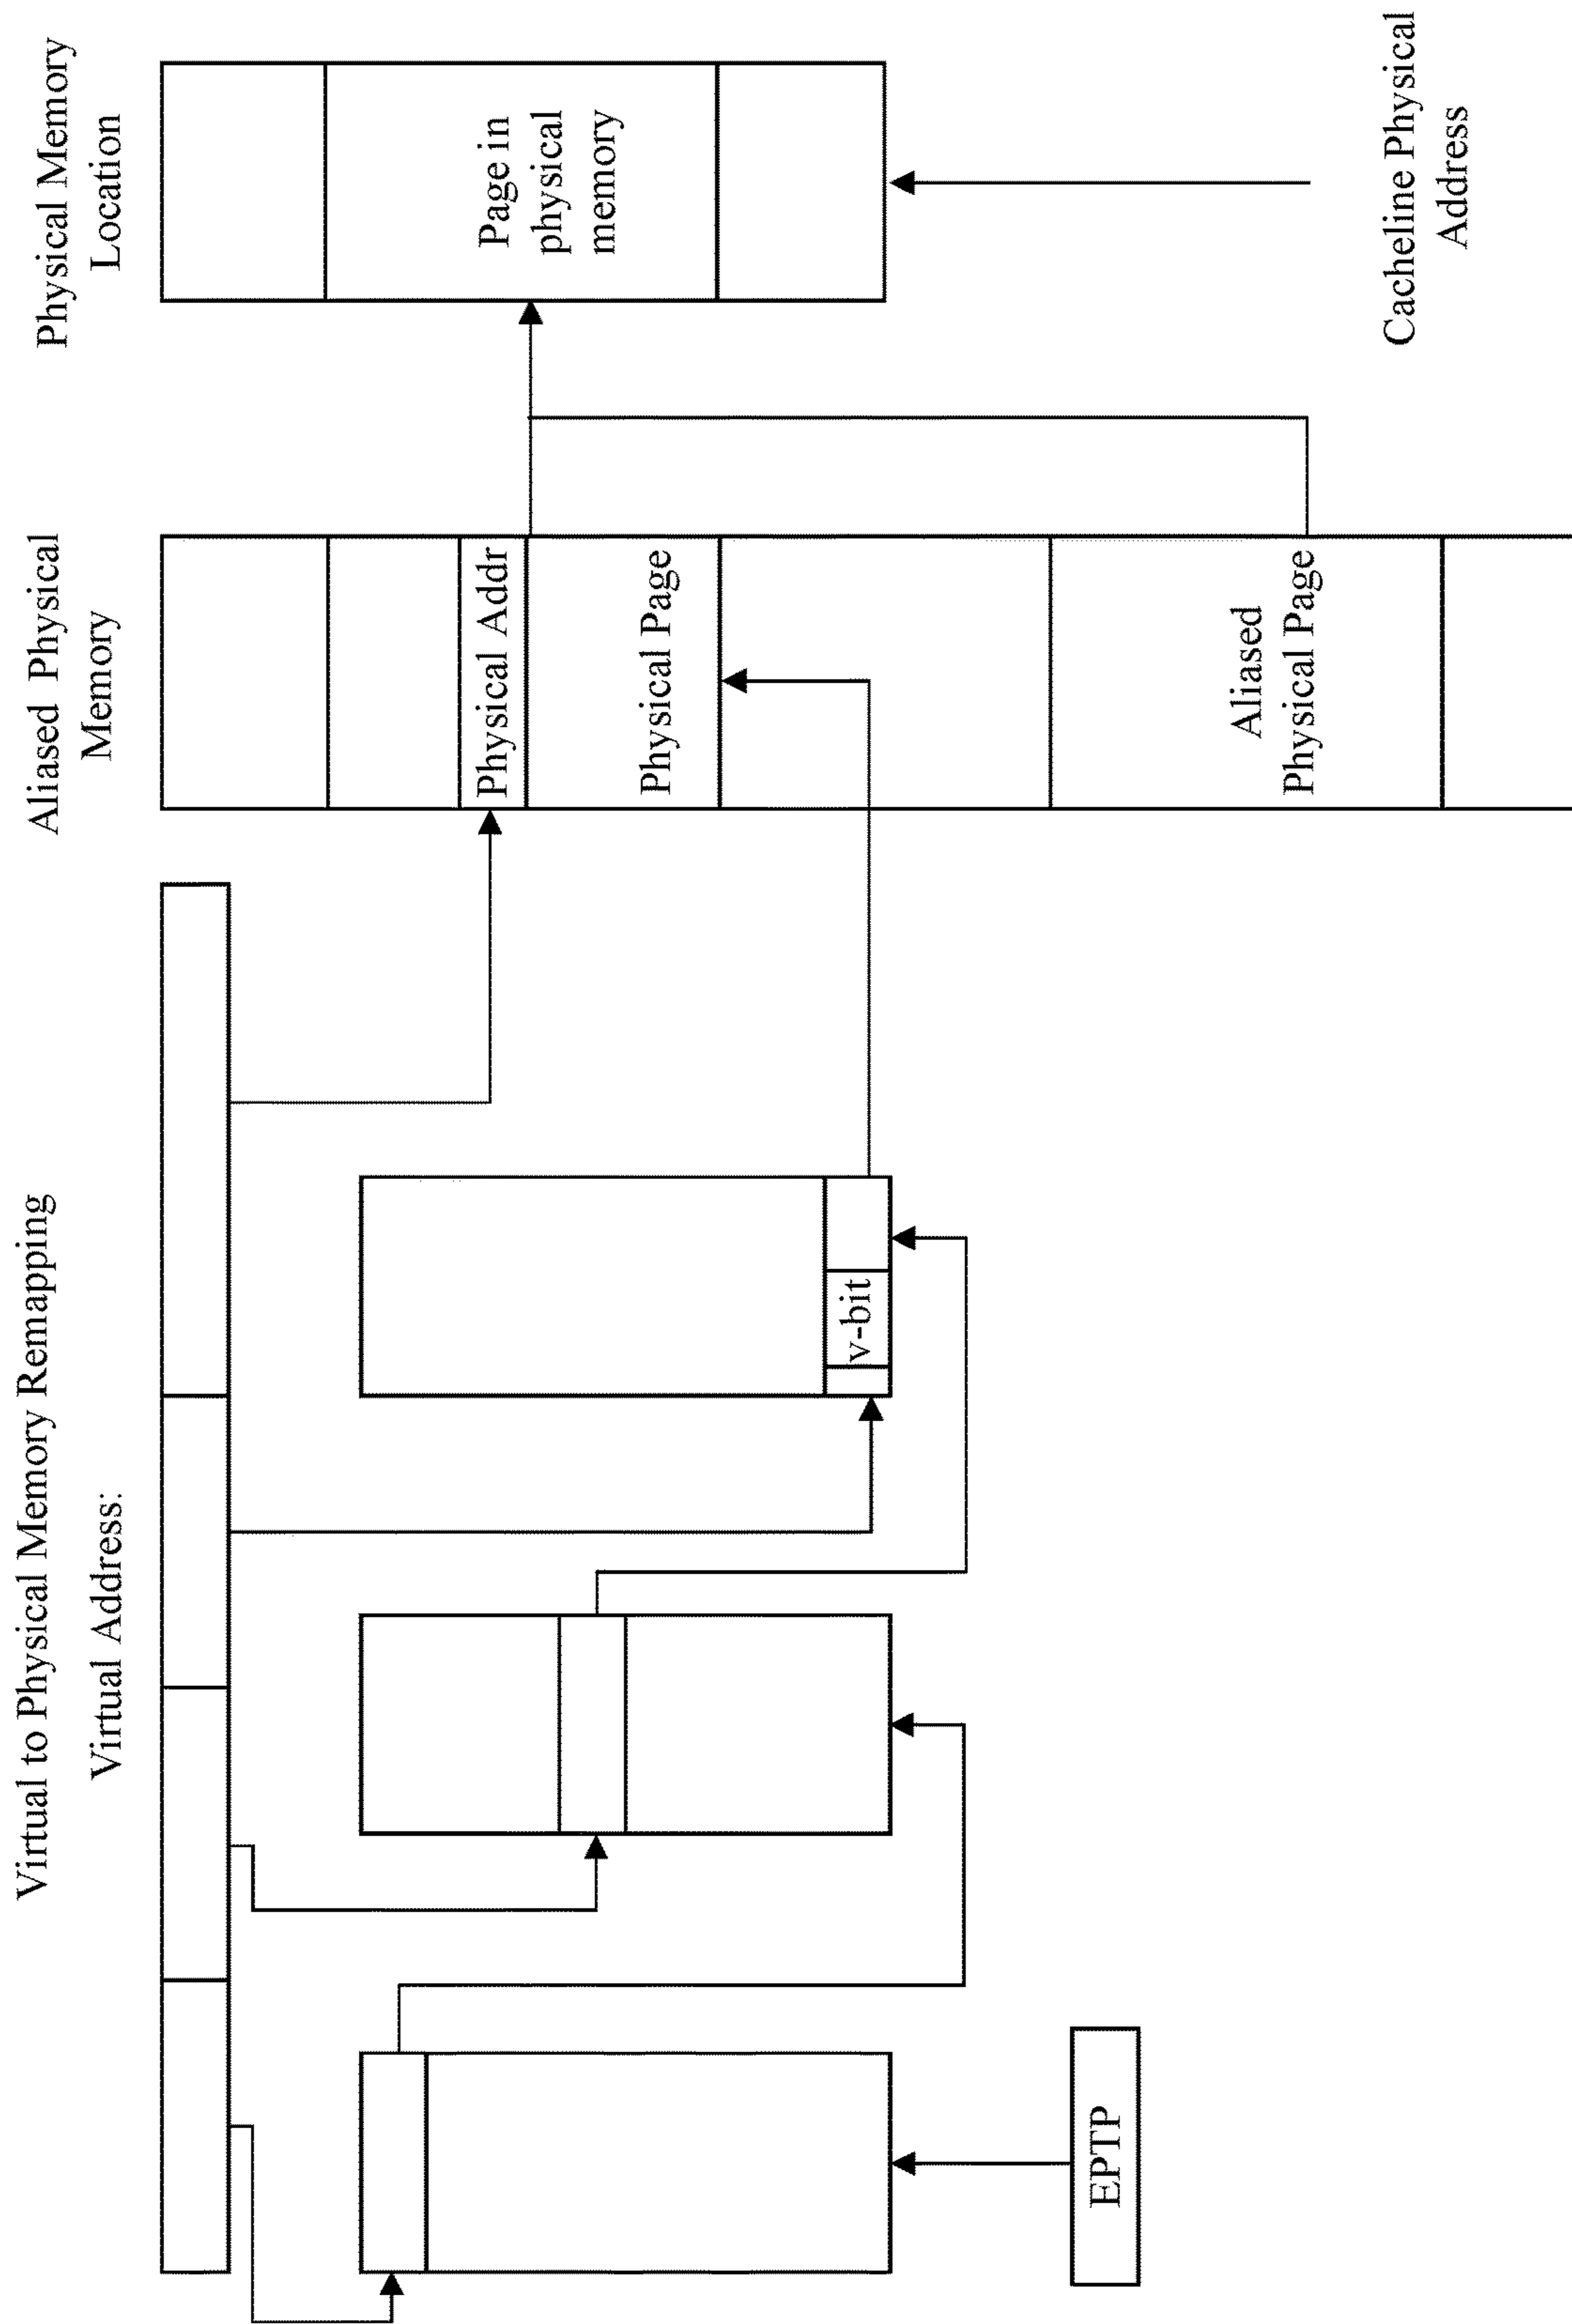 Virtual to Physical Memory Remapping
Virtual Address:
EPTP
v-bit
Aliased Physical
Memory
Physical Addr
Physical Page
Aliased
Physical Page
Physical Memory
Location
Page in
physical
memory
Cacheline Physical
Address